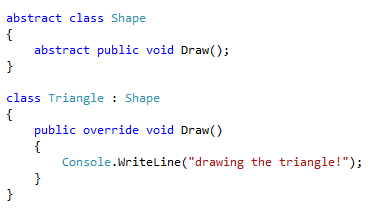 abstract class Shape
{
    abstract public void Draw();
}

class Triangle : Shape
{
    public override void Draw()
    {
        Console.WriteLine("drawing the triangle!");
    }
}